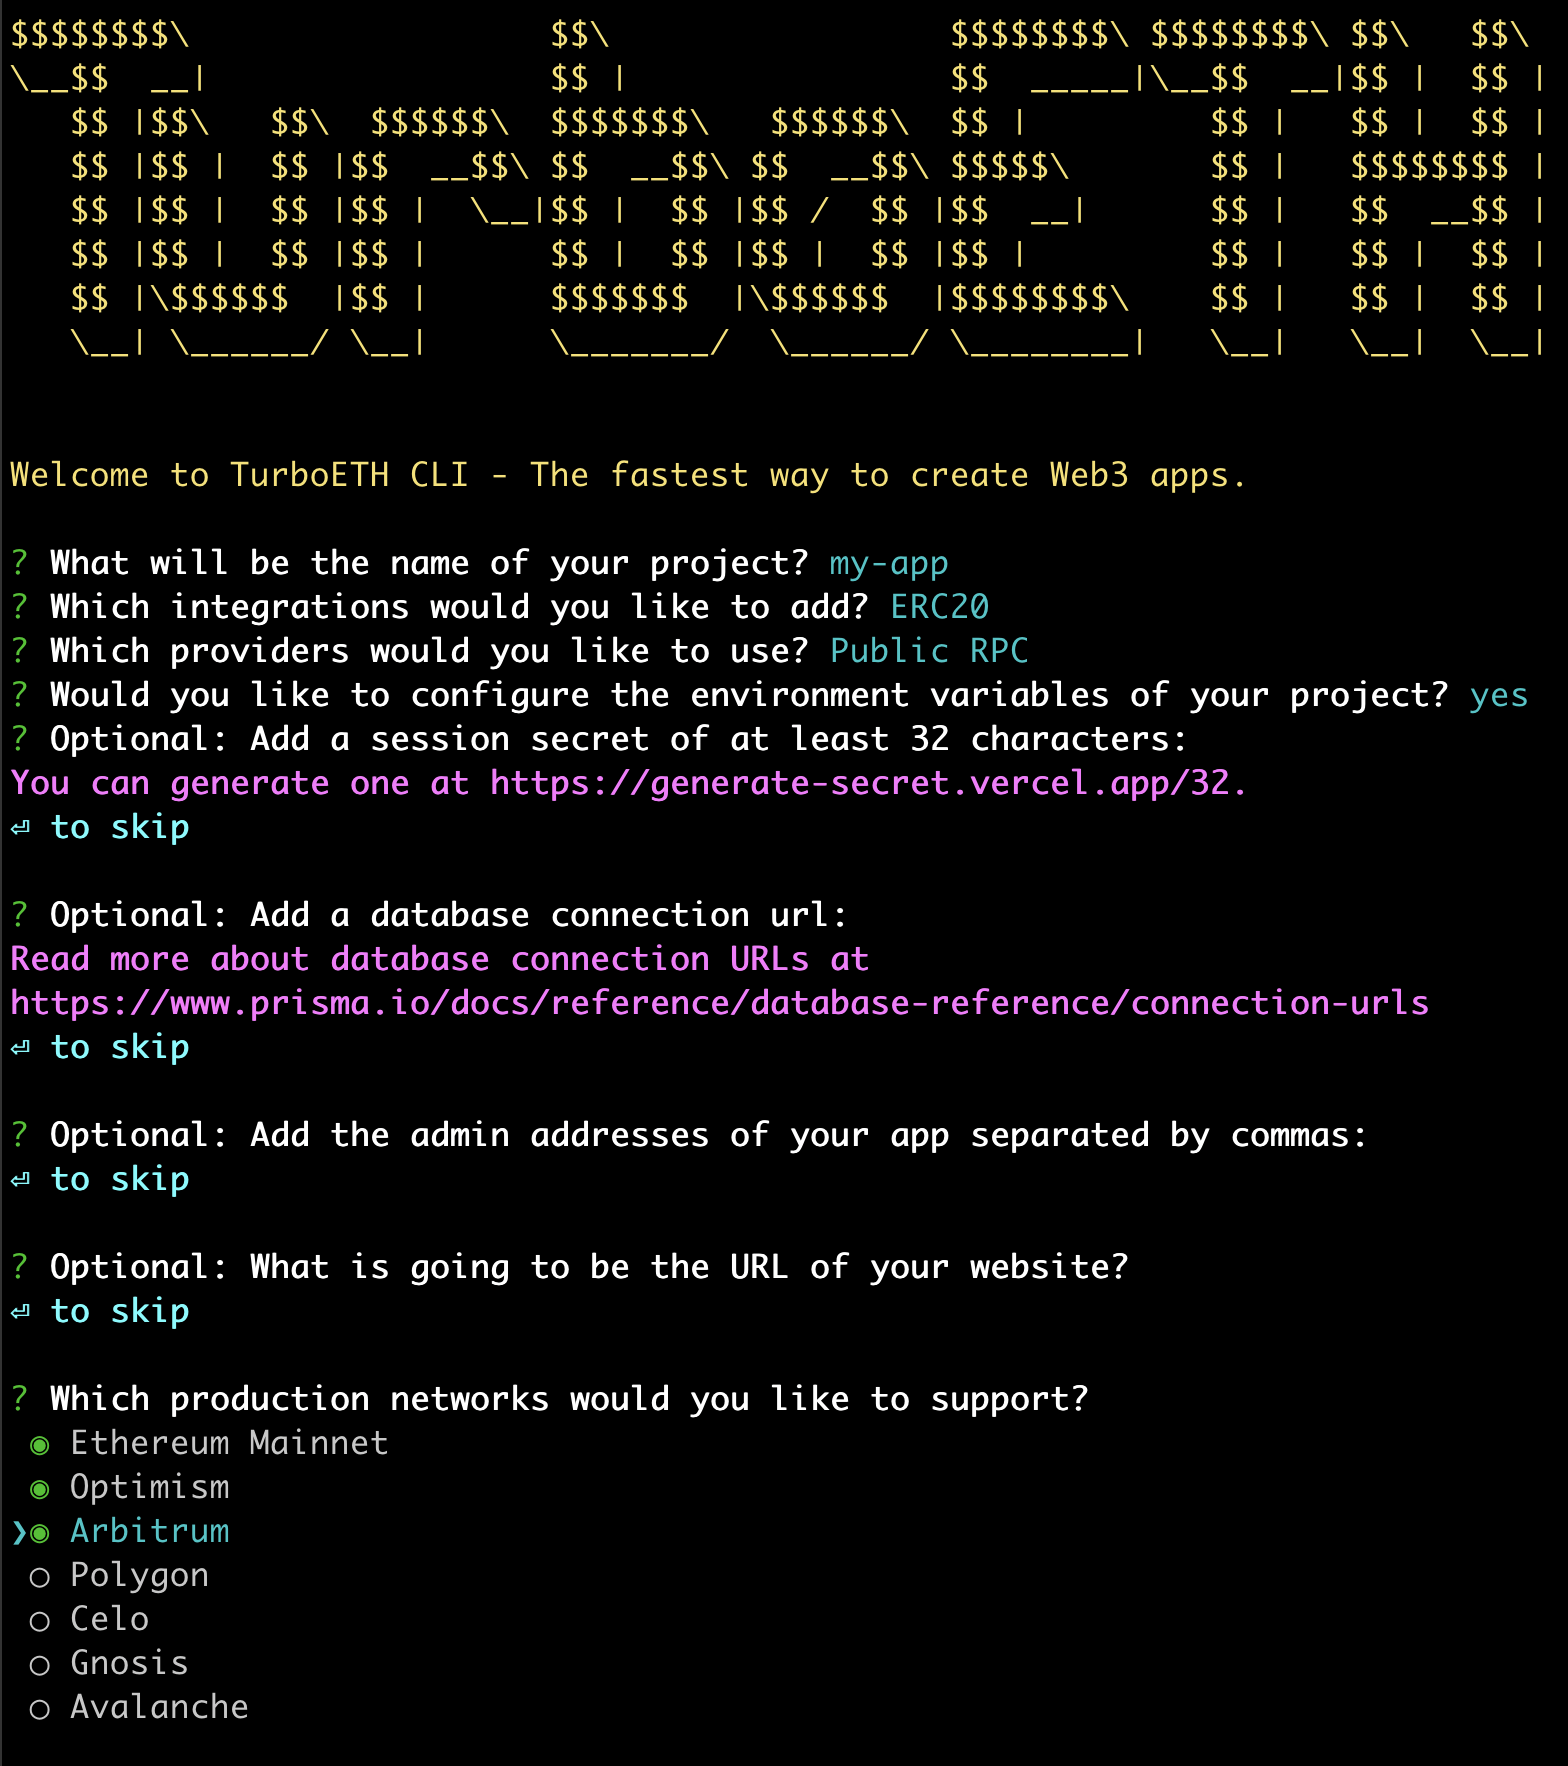 $$$$$$$$\                  $$\                 $$$$$$$$\ $$$$$$$$\ $$\   $$\
\__$$  __|                 $$ |                $$  _____|\__$$  __|$$ |  $$ |
   $$ |$$\   $$\  $$$$$$\  $$$$$$$\   $$$$$$\  $$ |         $$ |   $$ |  $$ |
   $$ |$$ |  $$ |$$  __$$\ $$  __$$\ $$  __$$\ $$$$$\       $$ |   $$$$$$$$ |
   $$ |$$ |  $$ |$$ |  \__|$$ |  $$ |$$ /  $$ |$$  __|      $$ |   $$  __$$ |
   $$ |$$ |  $$ |$$ |      $$ |  $$ |$$ |  $$ |$$ |         $$ |   $$ |  $$ |
   $$ |\$$$$$$  |$$ |      $$$$$$$  |\$$$$$$  |$$$$$$$$\    $$ |   $$ |  $$ |
   \__| \______/ \__|      \_______/  \______/ \________|   \__|   \__|  \__|
Welcome to TurboETH CLI - The fastest way to create Web3 apps.
? What will be the name of your project? my-app
? Which integrations would you like to add? ERC20
? Which providers would you like to use? Public RPC
? Would you like to configure the environment variables of your project? yes
? Optional: Add a session secret of at least 32 characters:
You can generate one at https://generate-secret.vercel.app/32.
⏎ to skip
? Optional: Add a database connection url:
Read more about database connection URLs at
https://www.prisma.io/docs/reference/database-reference/connection-urls
⏎ to skip
? Optional: Add the admin addresses of your app separated by commas:
⏎ to skip
? Optional: What is going to be the URL of your website?
⏎ to skip
? Which production networks would you like to support?
 ◉ Ethereum Mainnet
 ◉ Optimism
❯◉ Arbitrum
 ◯ Polygon
 ◯ Celo
 ◯ Gnosis
 ◯ Avalanche